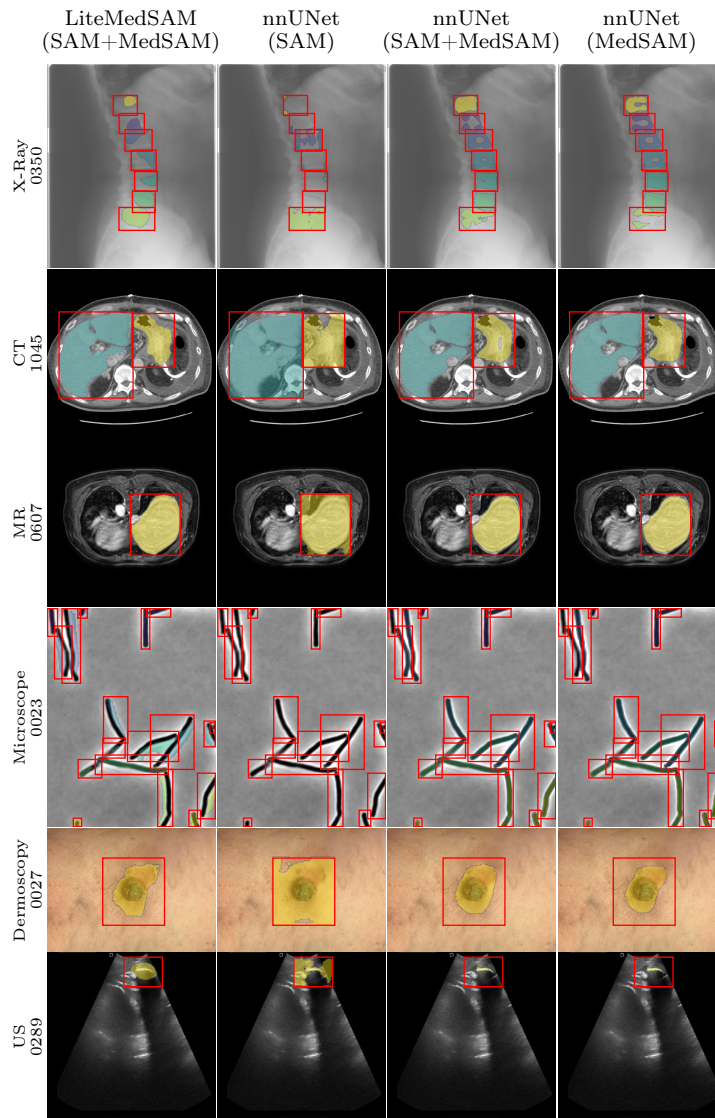 LiteMedSAM
(SAM+MedSAM)
nnUNet
(SAM)
nnUNet
(SAM+MedSAM)
nnUNet
(MedSAM)
X-Ray
0350
CT
1045
MR
0607
Microscope
0023
Dermoscopy
0027
US
0289